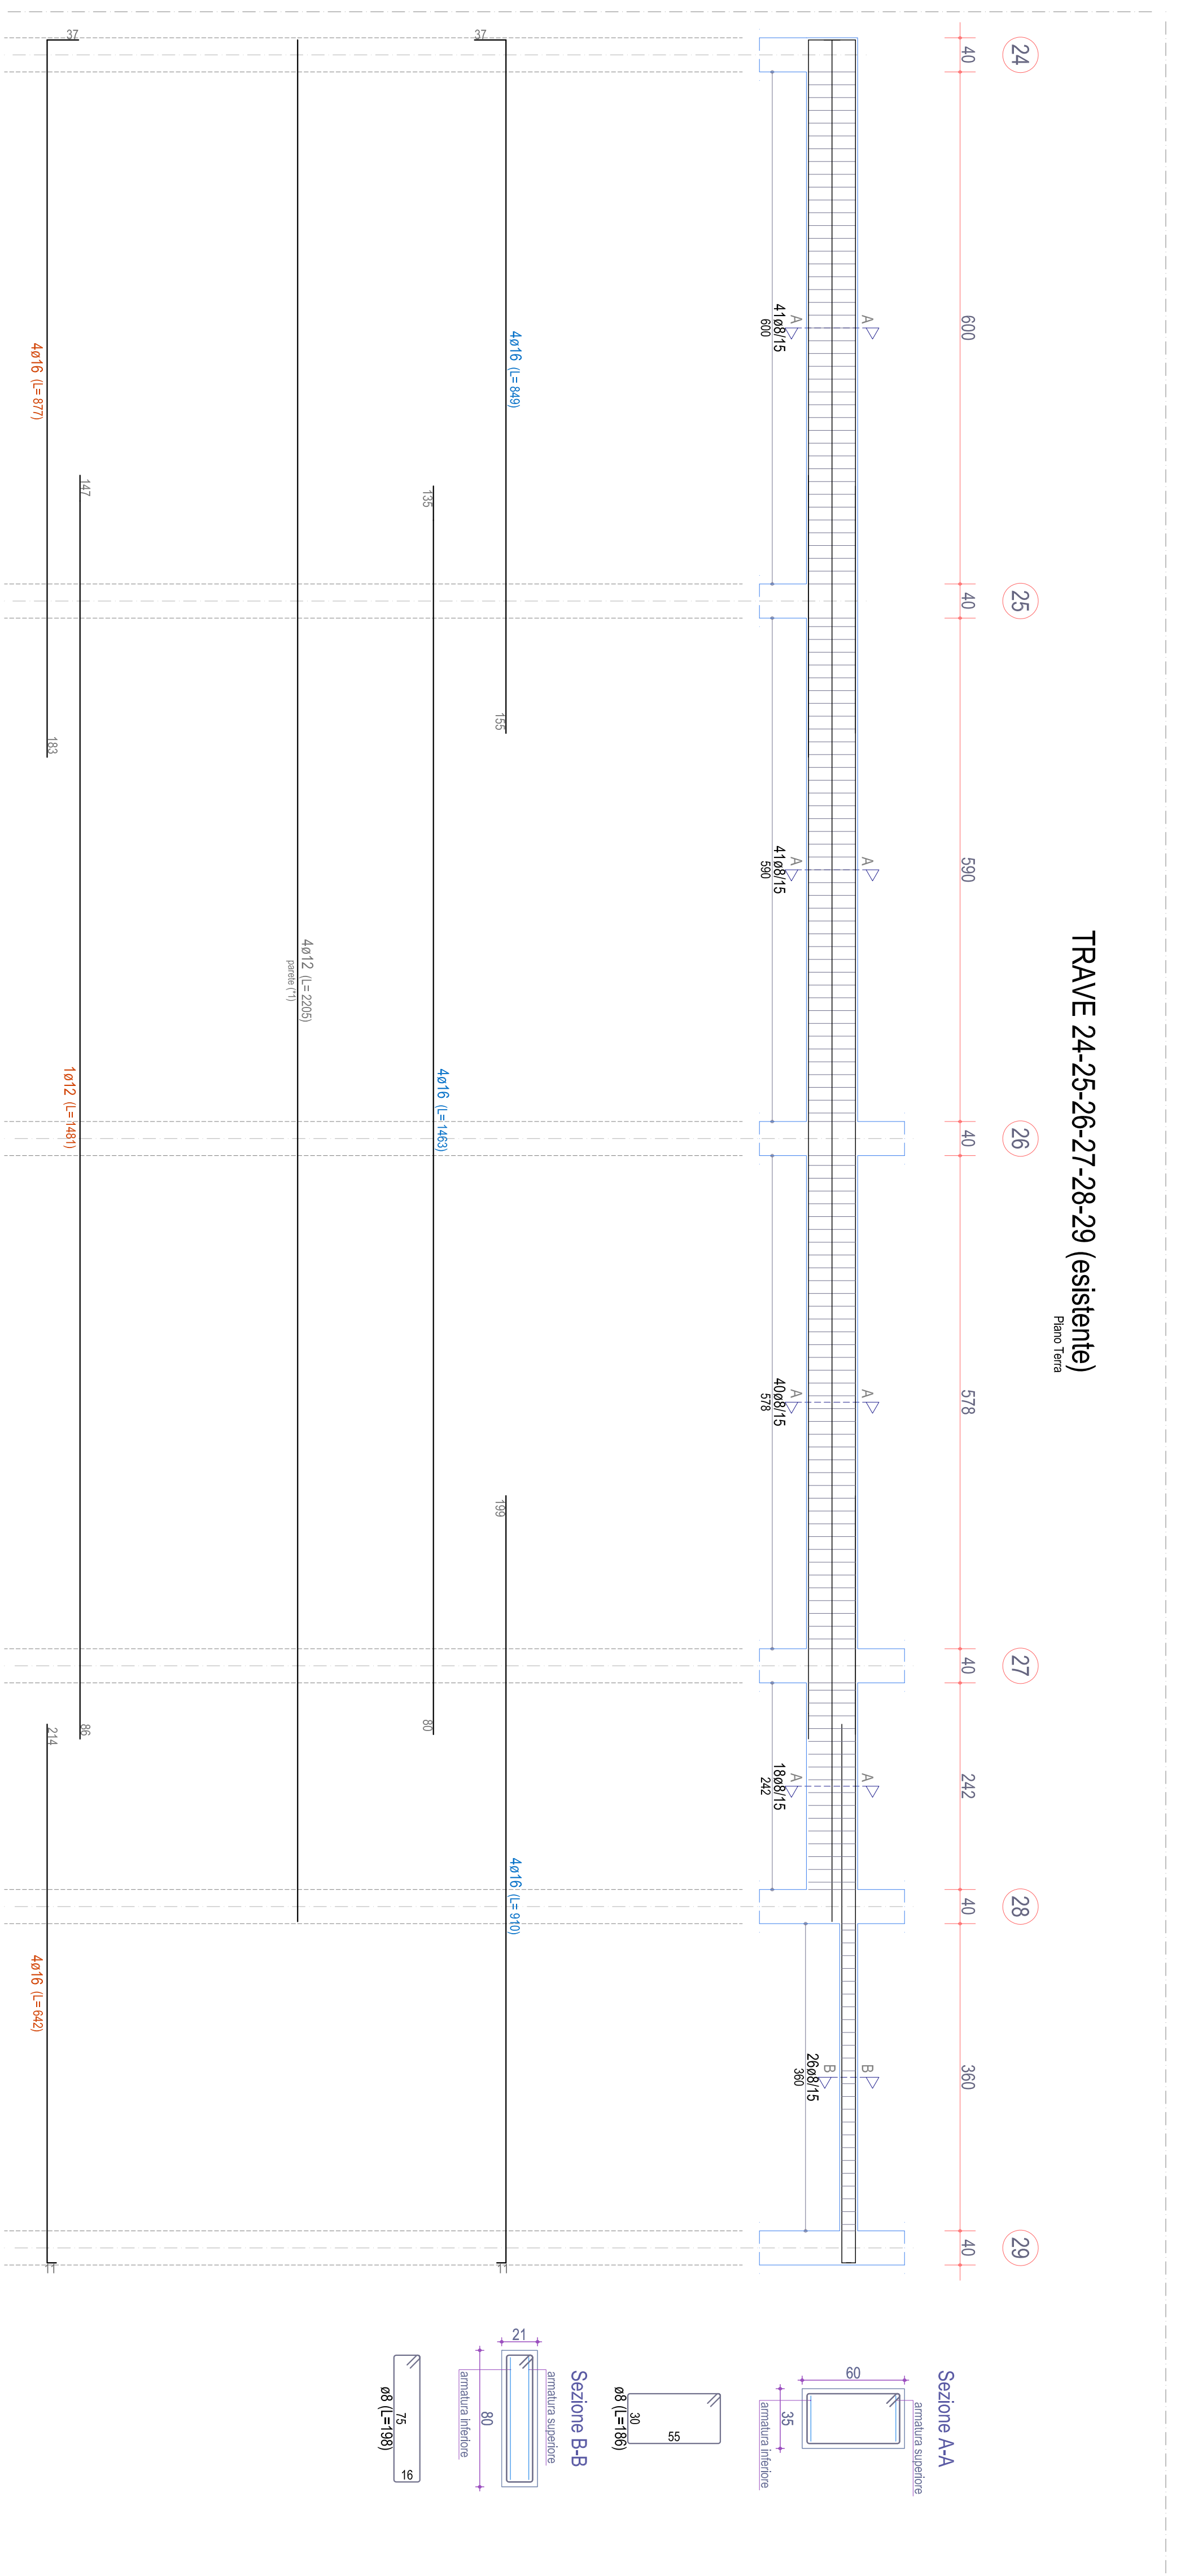 TRAVE 24-25-26-27-28-29 (esistente)
Piano Terra
24
25
26
27
28
29
40
600
40
590
40
578
40
242
40
360
40
A
A
A
A
B
A
A
A
A
B
41ø8/15
600
41ø8/15
590
40ø8/15
578
18ø8/15
242
26ø8/15
360
37
4ø16 (L= 849)
155
199
4ø16 (L= 910)
11
135
4ø16 (L= 1463)
80
4ø12 (L= 2205)
parete (*1)
147
1ø12 (L= 1481)
86
37
4ø16 (L= 877)
183
214
4ø16 (L= 642)
11
Sezione A-A
armatura superiore
60
35
armatura inferiore
55
30
ø8 (L=186)
Sezione B-B
armatura superiore
21
80
armatura inferiore
16
75
ø8 (L=198)